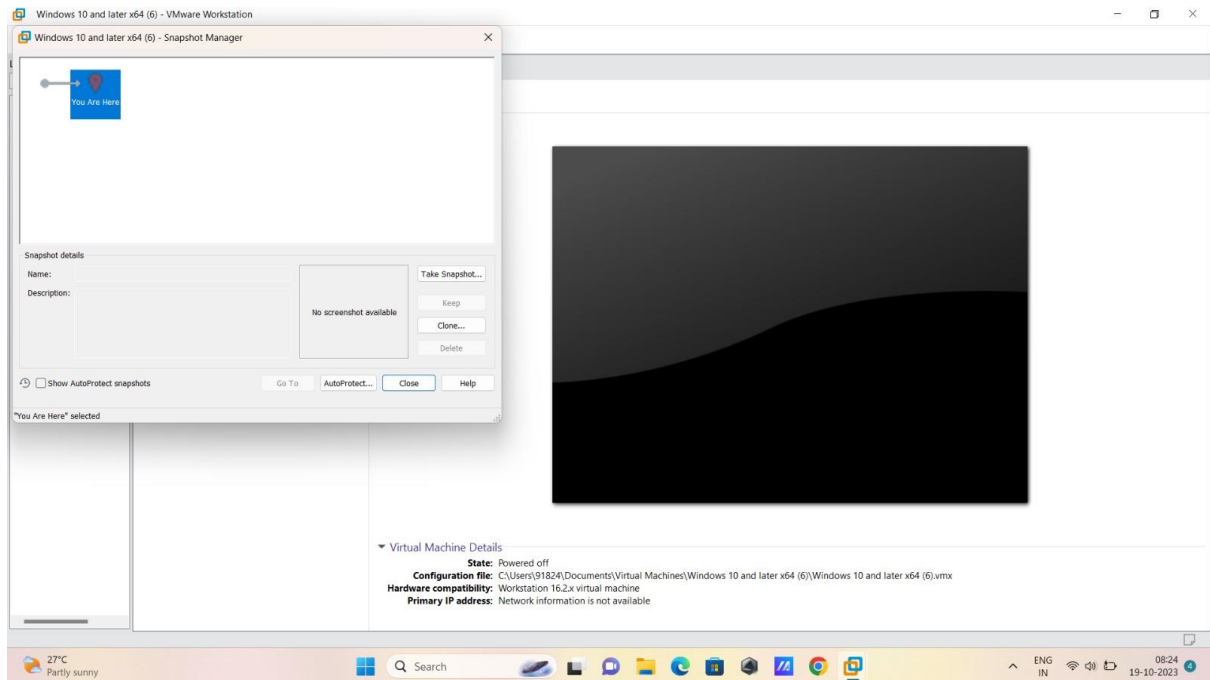 Windows 10 and later x64 (6) - VMware Workstation
Windows 10 and later x64 (6) - Snapshot Manager
You Are Here
Snapshot details
Name:
Take Snapshot...
Description:
No screenshot available
Keep
Clone...
Delete
Show AutoProtect snapshots
Go To
AutoProtect...
Close
Help
"You Are Here" selected
Virtual Machine Details
State: Powered off
Configuration file: C:\Users\91824\Documents\Virtual Machines\Windows 10 and later x64 (6)\Windows 10 and later x64 (6).vmx
Hardware compatibility: Workstation 16.2.x virtual machine
Primary IP address: Network information is not available
27°C
Partly sunny
Search
ENG
IN
08:24
19-10-2023
4